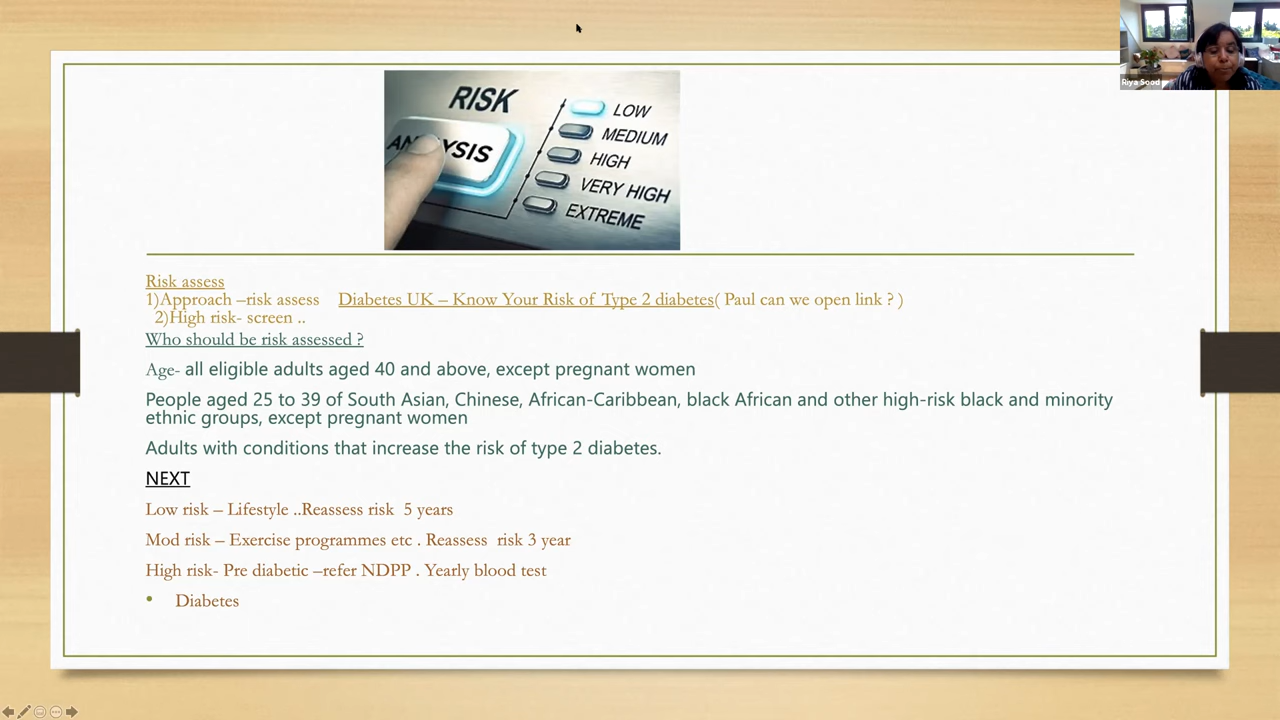 Riya Sood
RISK
ANALYSIS
LOW
MEDIUM
HIGH
VERY HIGH
EXTREME
Risk assess
1)Approach –risk assess Diabetes UK – Know Your Risk of Type 2 diabetes( Paul can we open link ? )
2)High risk- screen ..
Who should be risk assessed ?
Age- all eligible adults aged 40 and above, except pregnant women
People aged 25 to 39 of South Asian, Chinese, African-Caribbean, black African and other high-risk black and minority
ethnic groups, except pregnant women
Adults with conditions that increase the risk of type 2 diabetes.
NEXT
Low risk – Lifestyle ..Reassess risk 5 years
Mod risk – Exercise programmes etc . Reassess risk 3 year
High risk- Pre diabetic –refer NDPP . Yearly blood test
• Diabetes